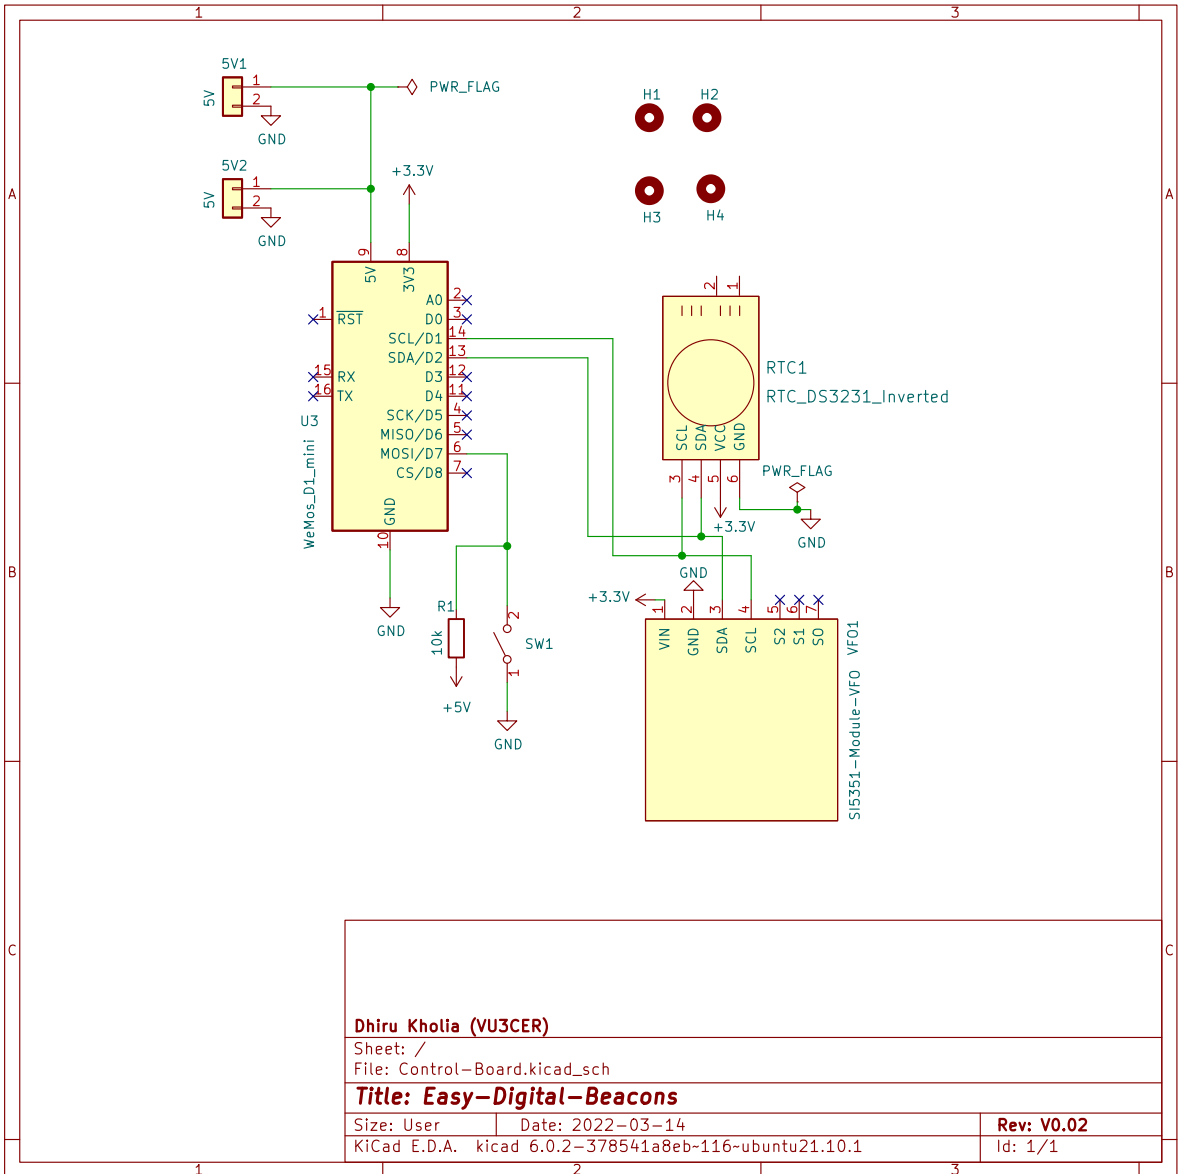 1 2 3
A
B
C
A
B
C
1 2 3
5V1
5V
1
2
GND
PWR_FLAG
5V2
5V
1
2
GND
+3.3V
H1 H2
H3 H4
9
8
5V
3V3
1
RST
15
RX
16
TX
A0
2
D0
3
SCL/D1
14
SDA/D2
13
D3
12
D4
11
SCK/D5
4
MISO/D6
5
MOSI/D7
6
CS/D8
7
GND
10
GND
U3
WeMos_D1_mini
2
1
RTC1
RTC_DS3231_Inverted
SCL
SDA
VCC
GND
3
4
5
6
+3.3V
PWR_FLAG
GND
R1
10k
+5V
2
SW1
1
GND
+3.3V
GND
1
2
3
4
5
6
7
VIN
GND
SDA
SCL
S2
S1
S0
VFO1
SI5351-Module-VFO
Dhiru Kholia (VU3CER)
Sheet: /
File: Control-Board.kicad_sch
Title: Easy-Digital-Beacons
Size: User Date: 2022-03-14 Rev: V0.02
KiCad E.D.A. kicad 6.0.2-378541a8eb~116~ubuntu21.10.1 Id: 1/1